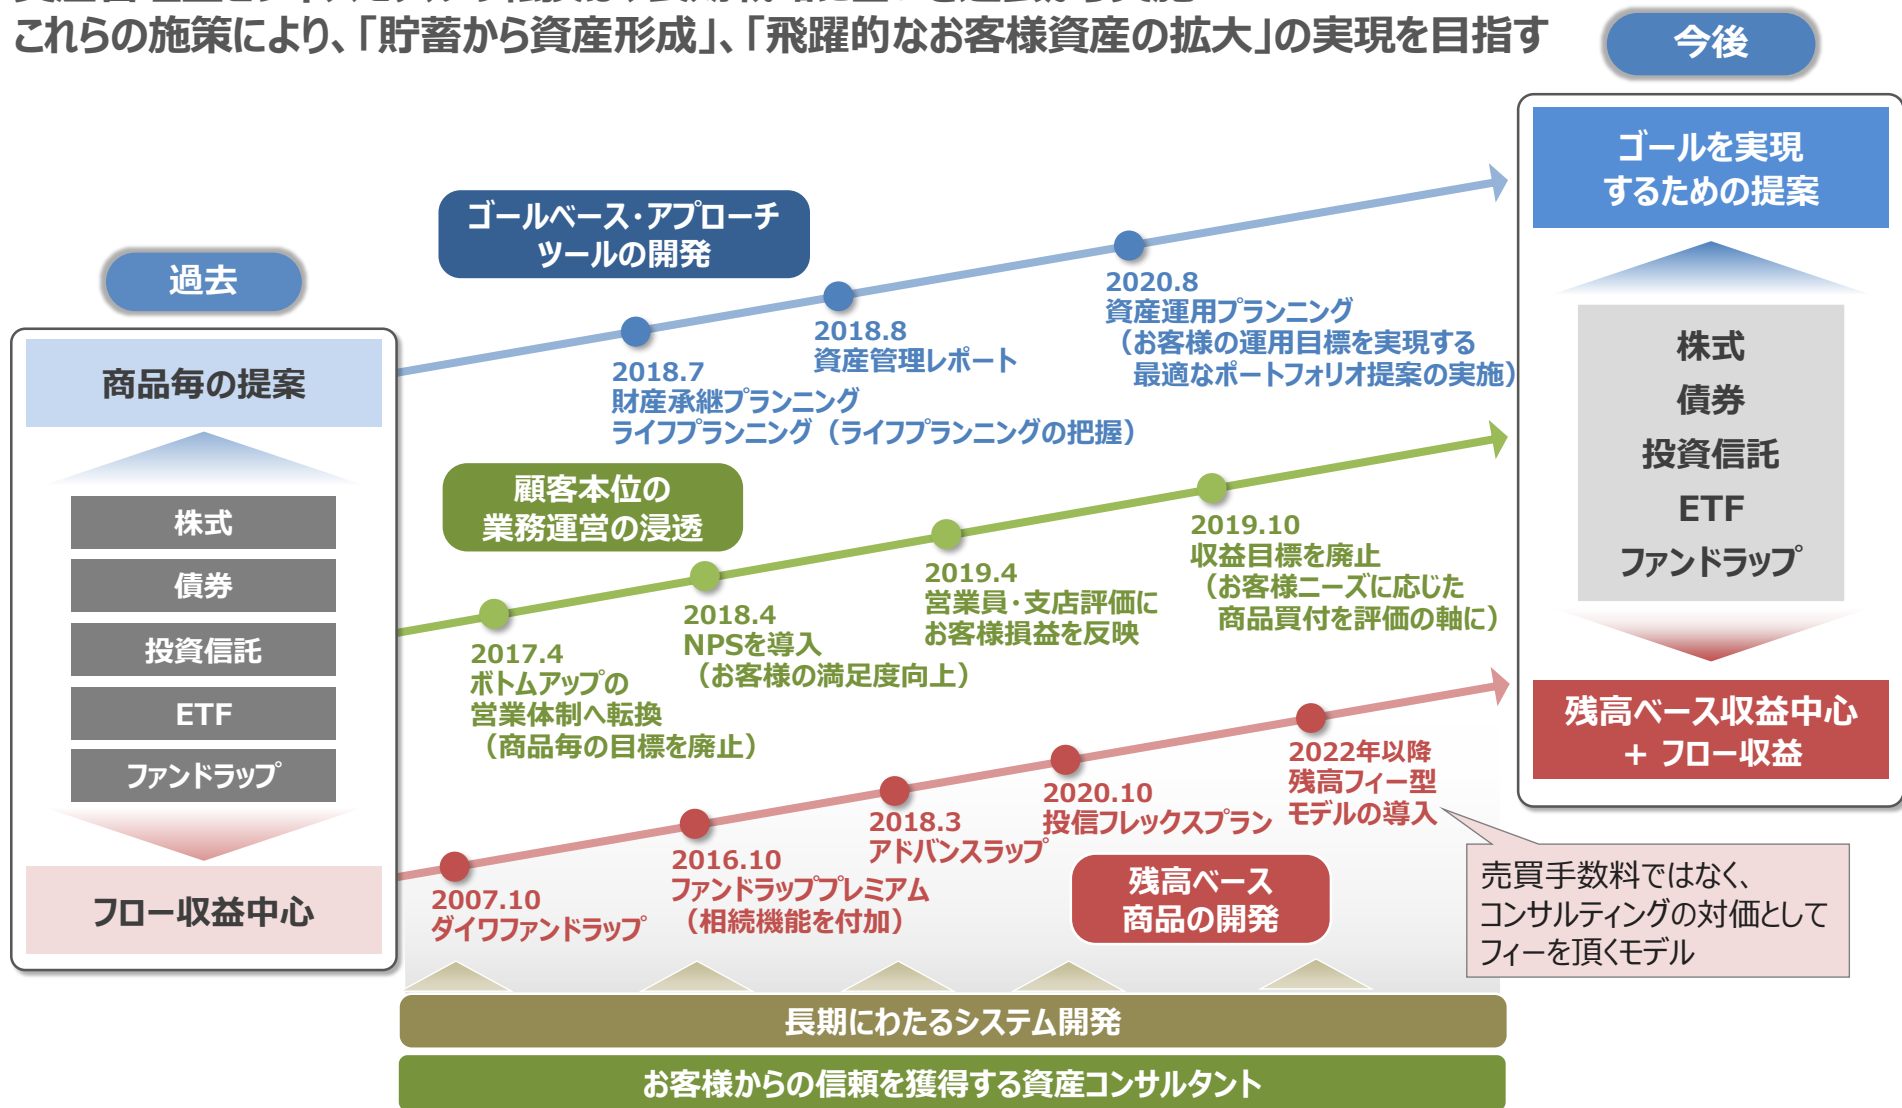 これらの施策により、「貯蓄から資産形成」、「飛躍的なお客様資産の拡大」の実現を目指す
今後
過去
商品毎の提案
株式
債券
投資信託
ETF
ファンドラップ
フロー収益中心
ゴールベース・アプローチ
ツールの開発
2018.7
財産承継プランニング
ライフプランニング（ライフプランニングの把握）
2018.8
資産管理レポート
2020.8
資産運用プランニング
（お客様の運用目標を実現する
最適なポートフォリオ提案の実施）
顧客本位の
業務運営の浸透
2017.4
ボトムアップの
営業体制へ転換
（商品毎の目標を廃止）
2018.4
NPSを導入
（お客様の満足度向上）
2019.4
営業員・支店評価に
お客様損益を反映
2019.10
収益目標を廃止
（お客様ニーズに応じた
商品買付を評価の軸に）
2007.10
ダイワファンドラップ
2016.10
ファンドラッププレミアム
（相続機能を付加）
2018.3
アドバンスラップ
2020.10
投信フレックスプラン
2022年以降
残高フィー型
モデルの導入
残高ベース
商品の開発
売買手数料ではなく、
コンサルティングの対価として
フィーを頂くモデル
ゴールを実現
するための提案
株式
債券
投資信託
ETF
ファンドラップ
残高ベース収益中心
+ フロー収益
長期にわたるシステム開発
お客様からの信頼を獲得する資産コンサルタント